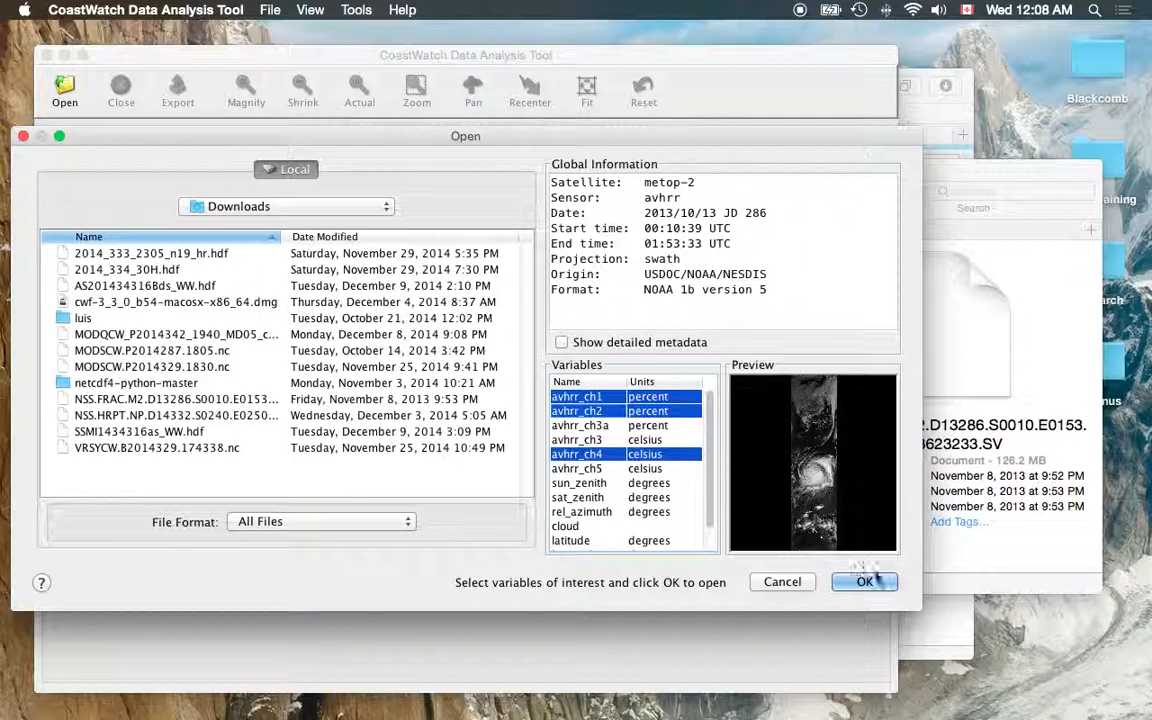 CoastWatch Data Analysis Tool File View Tools Help Wed 12:08 AM
CoastWatch Data Analysis Tool
Open Close Export Magnity Shrink Actual Zoom Pan Recenter Fit Reset
Blackcomb
Open
Local
Downloads
Name Date Modified
2014_333_2305_n19_hr.hdf Saturday, November 29, 2014 5:35 PM
2014_334_30H.hdf Saturday, November 29, 2014 7:30 PM
AS201434316Bds_WW.hdf Tuesday, December 9, 2014 2:10 PM
cwf-3_3_0_b54-macosx-x86_64.dmg Thursday, December 4, 2014 8:37 AM
luis Tuesday, October 21, 2014 12:02 PM
MODQCW_P2014342_1940_MD05_c... Monday, December 8, 2014 9:08 PM
MODSCW.P2014287.1805.nc Tuesday, October 14, 2014 3:42 PM
MODSCW.P2014329.1830.nc Tuesday, November 25, 2014 9:41 PM
netcdf4-python-master Monday, November 3, 2014 10:21 AM
NSS.FRAC.M2.D13286.S0010.E0153... Friday, November 8, 2013 9:53 PM
NSS.HRPT.NP.D14332.S0240.E0250... Wednesday, December 3, 2014 5:05 AM
SSMI1434316as_WW.hdf Tuesday, December 9, 2014 3:09 PM
VRSYCW.B2014329.174338.nc Tuesday, November 25, 2014 10:49 PM
File Format: All Files
Global Information
Satellite: metop-2
Sensor: avhrr
Date: 2013/10/13 JD 286
Start time: 00:10:39 UTC
End time: 01:53:33 UTC
Projection: swath
Origin: USDOC/NOAA/NESDIS
Format: NOAA 1b version 5
Show detailed metadata
Variables
Name Units
avhrr_ch1 percent
avhrr_ch2 percent
avhrr_ch3a percent
avhrr_ch3 celsius
avhrr_ch4 celsius
avhrr_ch5 celsius
sun_zenith degrees
sat_zenith degrees
rel_azimuth degrees
cloud
latitude degrees
Preview
? Select variables of interest and click OK to open Cancel OK
Search
aining
arch
nus
2.D13286.S0010.E0153.
3623233.SV
Document - 126.2 MB
November 8, 2013 at 9:52 PM
November 8, 2013 at 9:53 PM
November 8, 2013 at 9:53 PM
Add Tags...